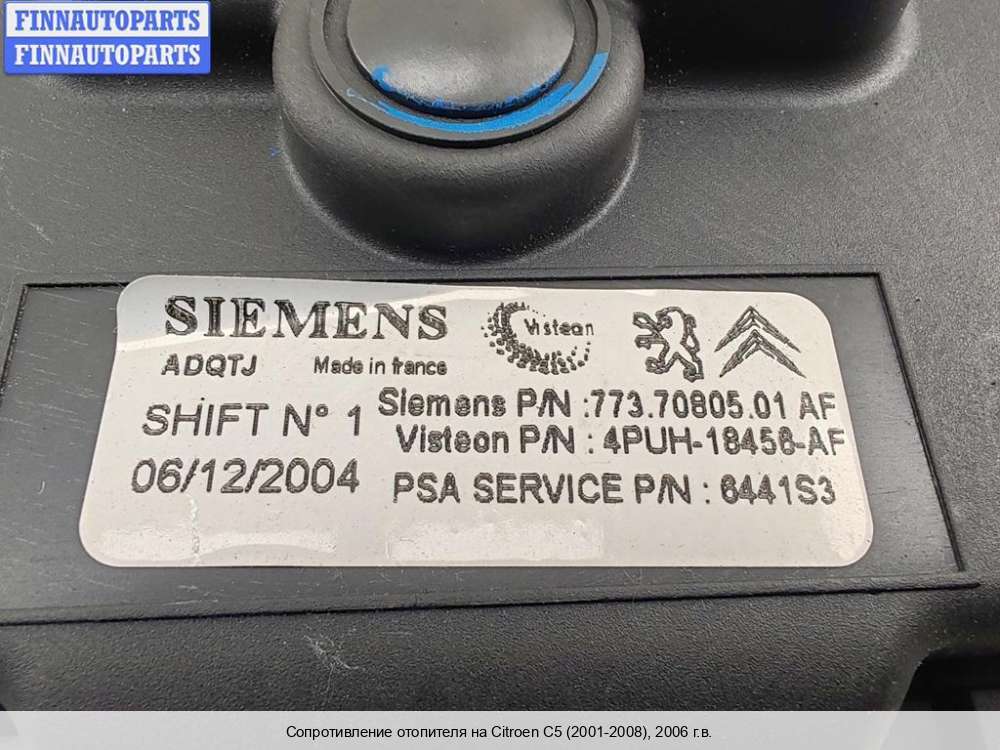 FINNAUTOPARTS
FINNAUTOPARTS
SIEMENS
Visteon
ADQTJ Made in france
SHIFT N° 1
Siemens P/N :773.70805.01 AF
Visteon P/N : 4PUH-18456-AF
06/12/2004
PSA SERVICE P/N : 6441S3
Сопротивление отопителя на Citroen C5 (2001-2008), 2006 г.в.